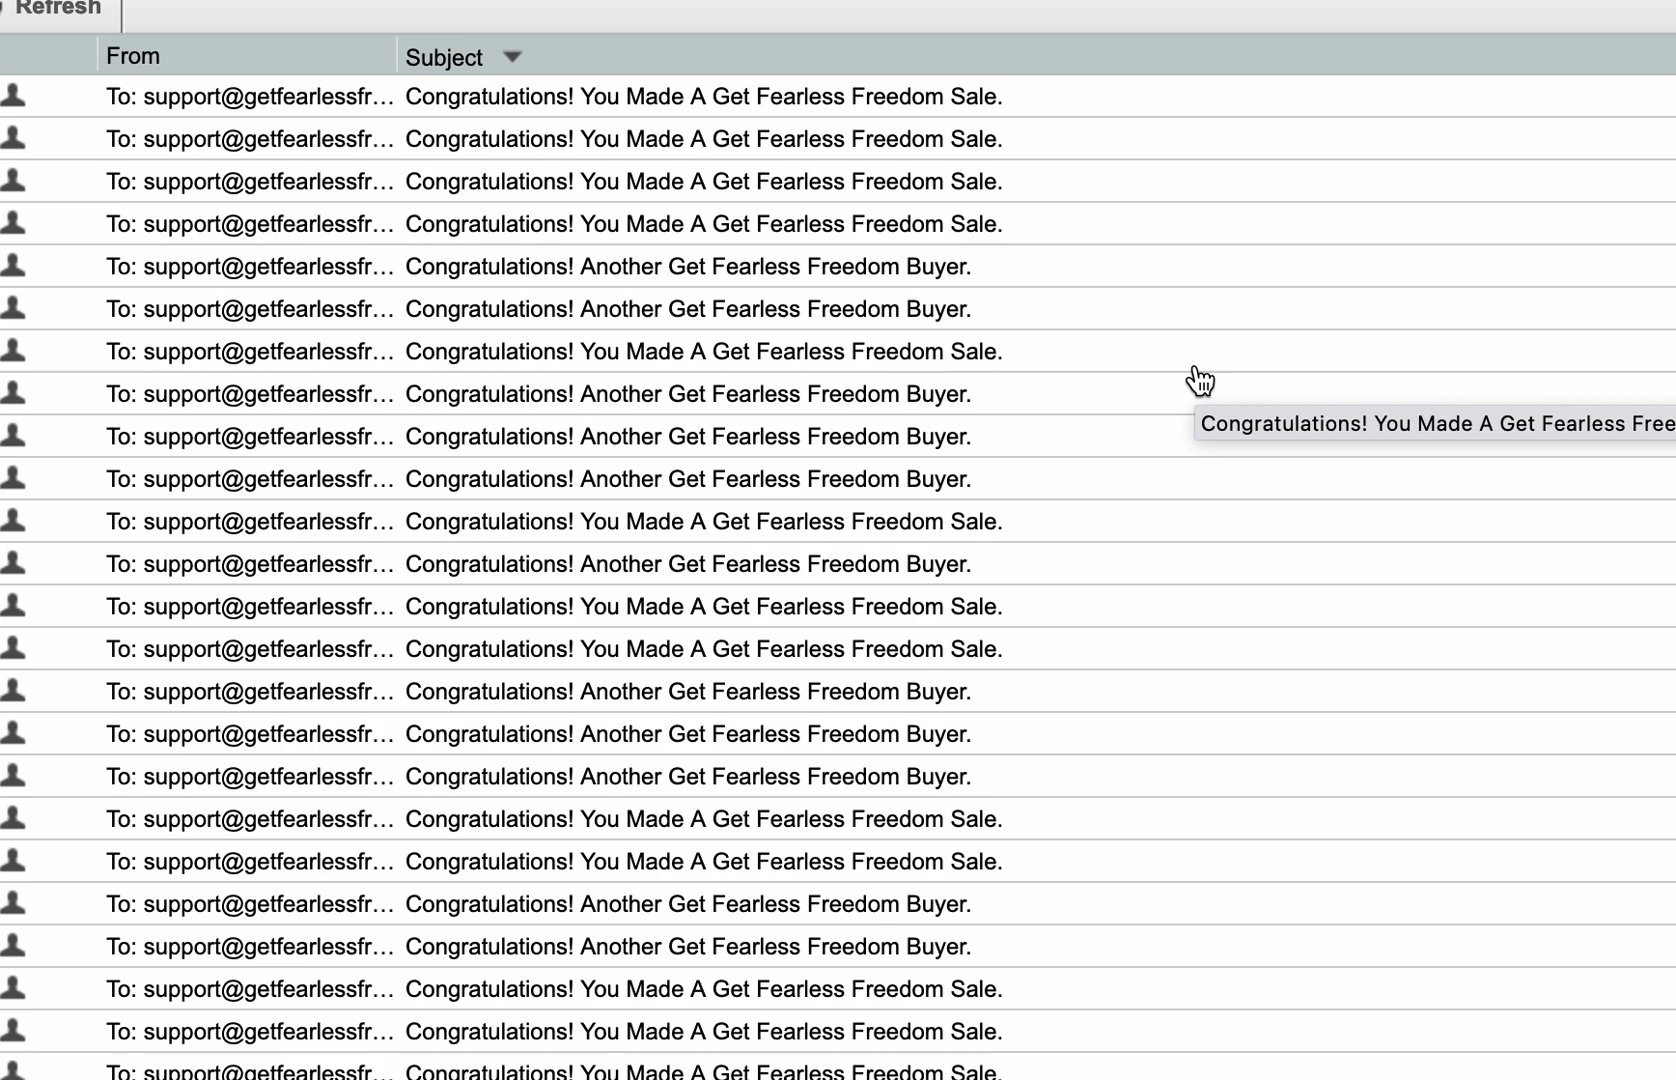 Refresh
From Subject
To: support@getfearlessfr... Congratulations! You Made A Get Fearless Freedom Sale.
To: support@getfearlessfr... Congratulations! You Made A Get Fearless Freedom Sale.
To: support@getfearlessfr... Congratulations! You Made A Get Fearless Freedom Sale.
To: support@getfearlessfr... Congratulations! You Made A Get Fearless Freedom Sale.
To: support@getfearlessfr... Congratulations! Another Get Fearless Freedom Buyer.
To: support@getfearlessfr... Congratulations! Another Get Fearless Freedom Buyer.
To: support@getfearlessfr... Congratulations! You Made A Get Fearless Freedom Sale.
To: support@getfearlessfr... Congratulations! Another Get Fearless Freedom Buyer.
Congratulations! You Made A Get Fearless Free
To: support@getfearlessfr... Congratulations! Another Get Fearless Freedom Buyer.
To: support@getfearlessfr... Congratulations! Another Get Fearless Freedom Buyer.
To: support@getfearlessfr... Congratulations! You Made A Get Fearless Freedom Sale.
To: support@getfearlessfr... Congratulations! Another Get Fearless Freedom Buyer.
To: support@getfearlessfr... Congratulations! You Made A Get Fearless Freedom Sale.
To: support@getfearlessfr... Congratulations! You Made A Get Fearless Freedom Sale.
To: support@getfearlessfr... Congratulations! Another Get Fearless Freedom Buyer.
To: support@getfearlessfr... Congratulations! Another Get Fearless Freedom Buyer.
To: support@getfearlessfr... Congratulations! Another Get Fearless Freedom Buyer.
To: support@getfearlessfr... Congratulations! You Made A Get Fearless Freedom Sale.
To: support@getfearlessfr... Congratulations! You Made A Get Fearless Freedom Sale.
To: support@getfearlessfr... Congratulations! Another Get Fearless Freedom Buyer.
To: support@getfearlessfr... Congratulations! Another Get Fearless Freedom Buyer.
To: support@getfearlessfr... Congratulations! You Made A Get Fearless Freedom Sale.
To: support@getfearlessfr... Congratulations! You Made A Get Fearless Freedom Sale.
To: support@getfearlessfr... Congratulations! You Made A Get Fearless Freedom Sale.